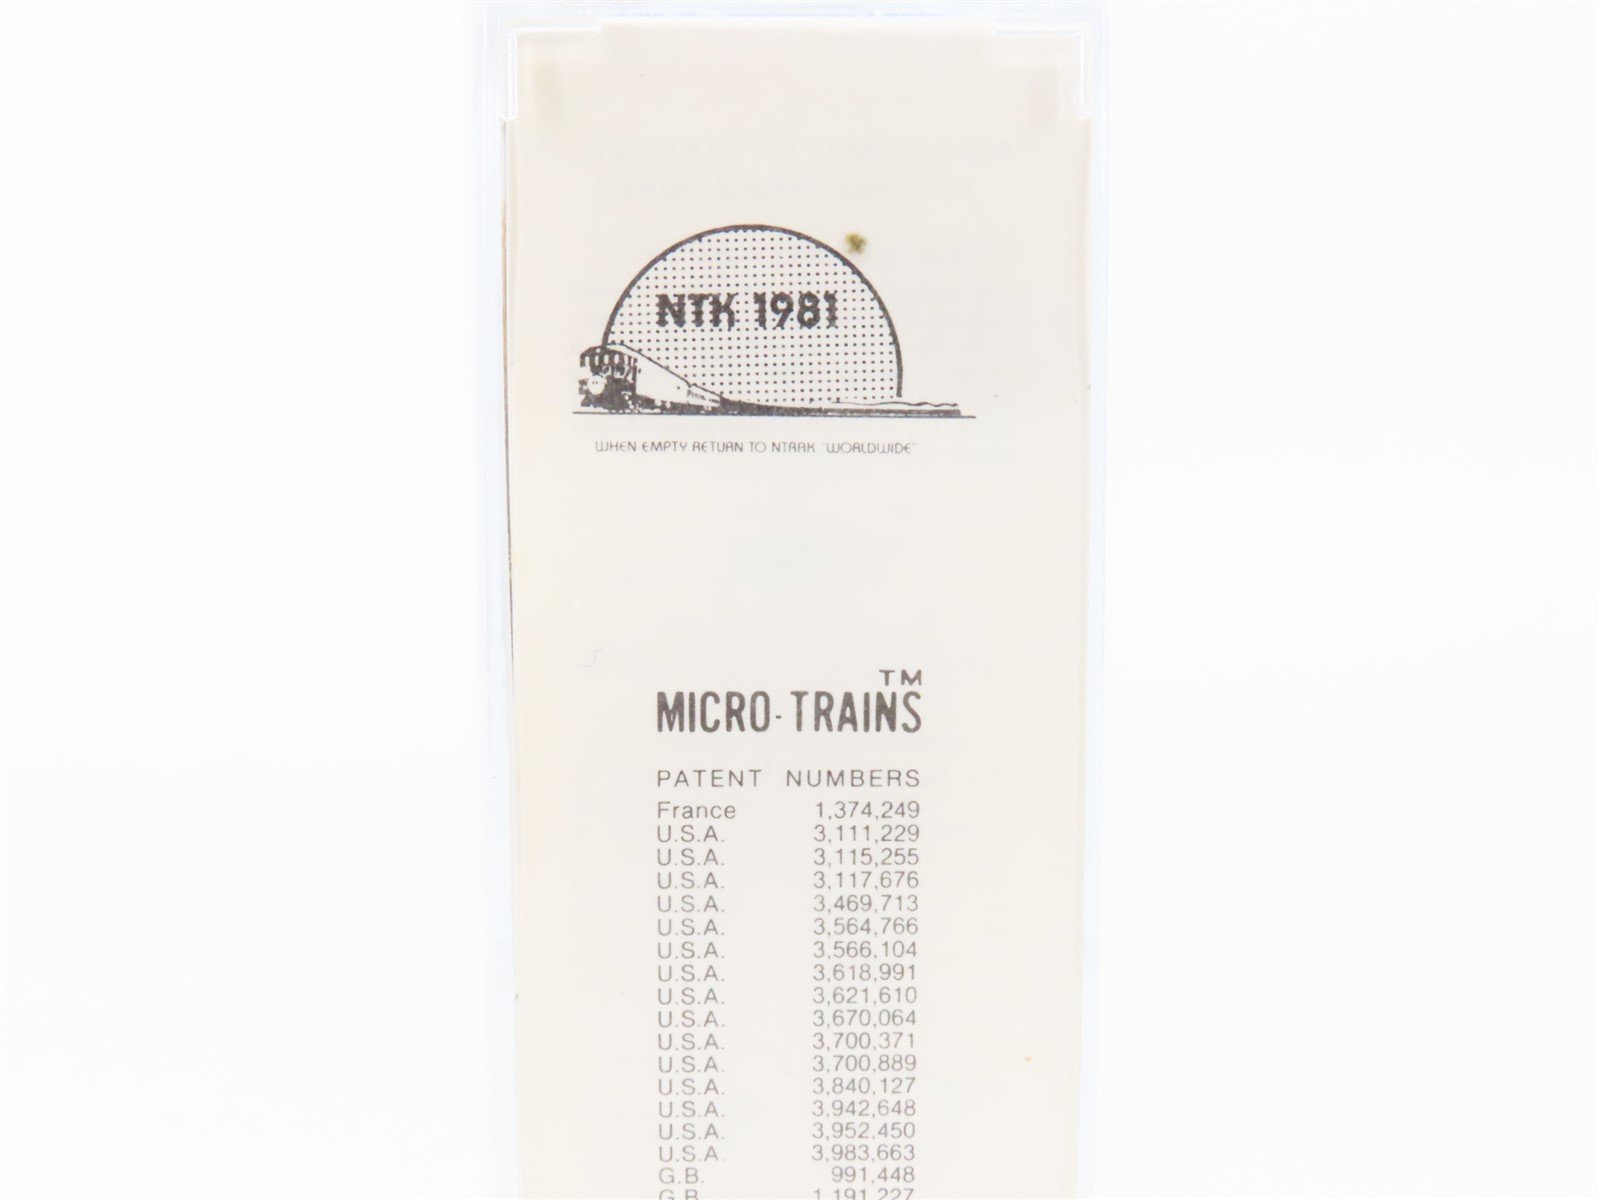 NTK 1981
WHEN EMPTY RETURN TO NTRAK "WORLDWIDE"
TM
MICRO-TRAINS
PATENT NUMBERS
France 1,374,249
U.S.A. 3,111,229
U.S.A. 3,115,255
U.S.A. 3,117,676
U.S.A. 3,469,713
U.S.A. 3,564,766
U.S.A. 3,566,104
U.S.A. 3,618,991
U.S.A. 3,621,610
U.S.A. 3,670,064
U.S.A. 3,700,371
U.S.A. 3,700,889
U.S.A. 3,840,127
U.S.A. 3,942,648
U.S.A. 3,952,450
U.S.A. 3,983,663
G.B. 991,448
G.B. 1,191,227